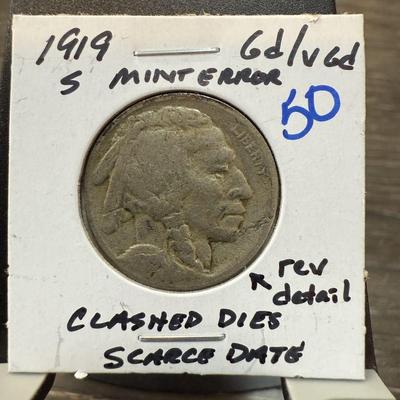 1919 Gd/VGd
S MINT ERROR
50
LIBERTY
rev
detail
CLASHED DIES
SCARCE DATE